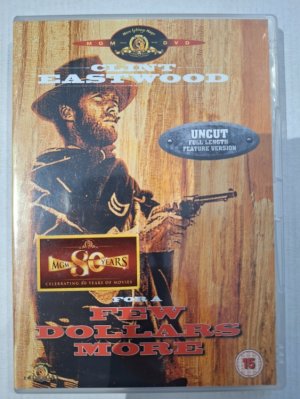 MGM DVD
CLINT
EASTWOOD
UNCUT
FULL LENGTH
FEATURE VERSION
MGM 80 YEARS
CELEBRATING 80 YEARS OF MOVIES
FOR A
FEW
DOLLARS
MORE
15